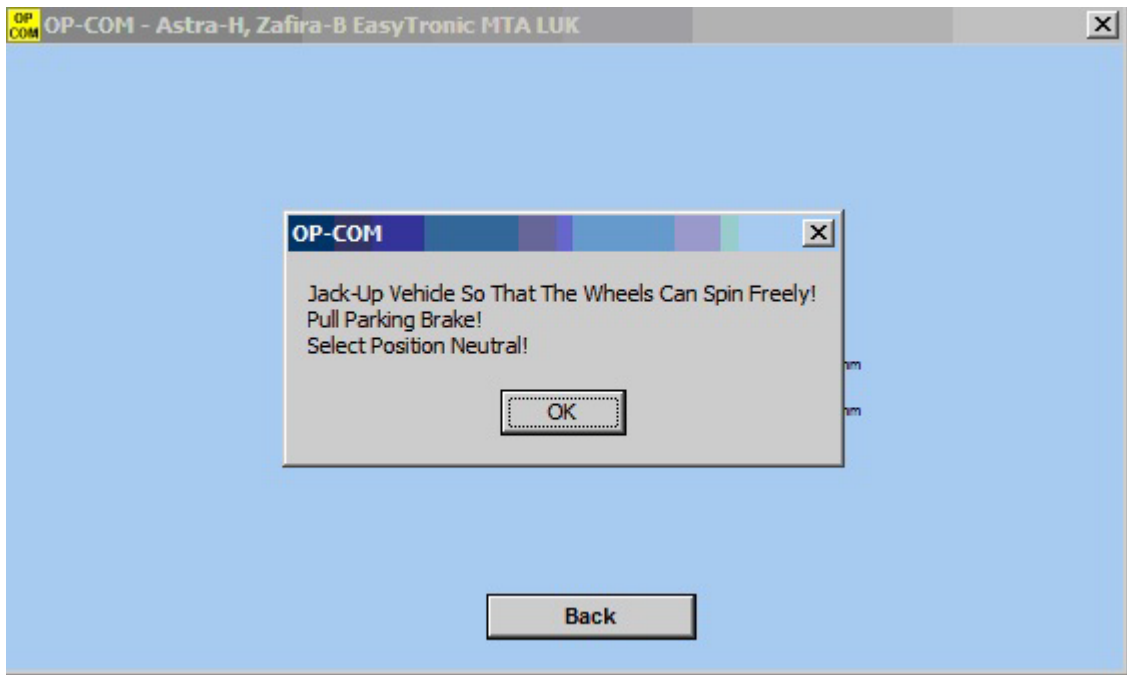 OP
COM
OP-COM - Astra-H, Zafira-B EasyTronic MTA LUK
OP-COM
Jack-Up Vehicle So That The Wheels Can Spin Freely!
Pull Parking Brake!
Select Position Neutral!
OK
Back